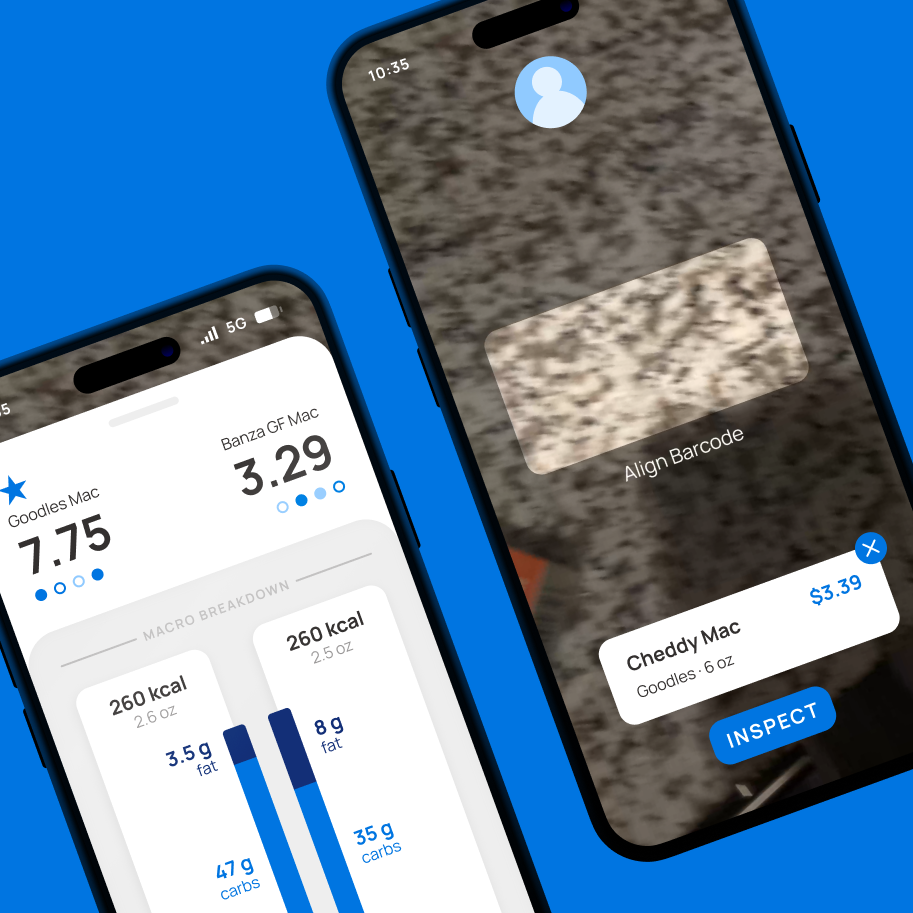 10:35
Align Barcode
Cheddy Mac
$3.39
Goodles · 6 oz
INSPECT
5G
Goodles Mac
7.75
Banza GF Mac
3.29
MACRO BREAKDOWN
260 kcal
2.6 oz
3.5 g
fat
47 g
carbs
260 kcal
2.5 oz
8 g
fat
35 g
carbs